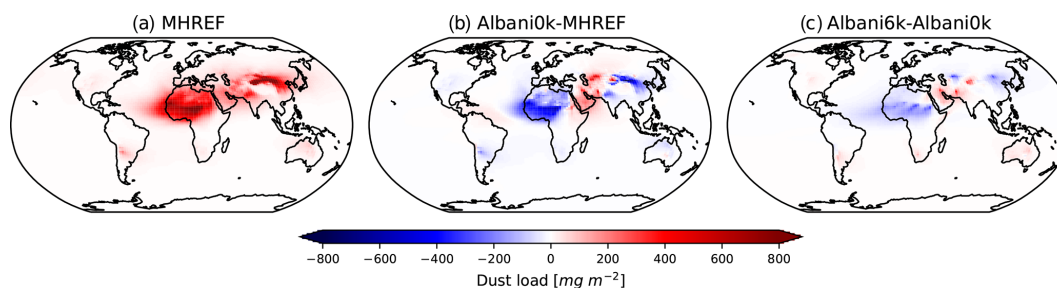 (a) MHREF
(b) Albani0k-MHREF
(c) Albani6k-Albani0k
−800 −600 −400 −200 0 200 400 600 800
Dust load [mg m⁻²]